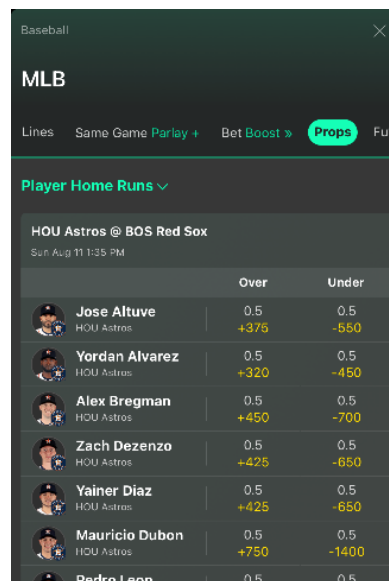 Baseball
MLB
Lines Same Game Parlay + Bet Boost » Props Fu
Player Home Runs
HOU Astros @ BOS Red Sox
Sun Aug 11 1:35 PM
Over Under
Jose Altuve 0.5 0.5
HOU Astros +375 -550
Yordan Alvarez 0.5 0.5
HOU Astros +320 -450
Alex Bregman 0.5 0.5
HOU Astros +450 -700
Zach Dezenzo 0.5 0.5
HOU Astros +425 -650
Yainer Diaz 0.5 0.5
HOU Astros +425 -650
Mauricio Dubon 0.5 0.5
HOU Astros +750 -1400
Pedro Leon 0.5 0.5